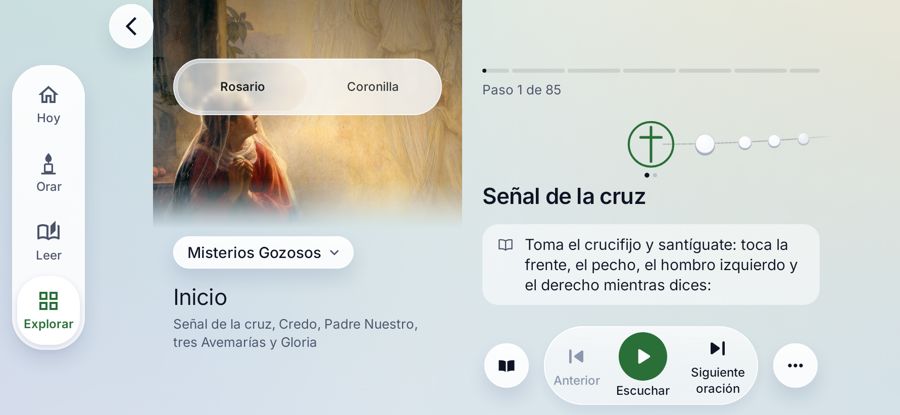 Hoy
Orar
Leer
Explorar
Rosario
Coronilla
Misterios Gozosos
Inicio
Señal de la cruz, Credo, Padre Nuestro,
tres Avemarías y Gloria
Paso 1 de 85
Señal de la cruz
Toma el crucifijo y santíguate: toca la
frente, el pecho, el hombro izquierdo y
el derecho mientras dices:
Anterior
Escuchar
Siguiente
oración